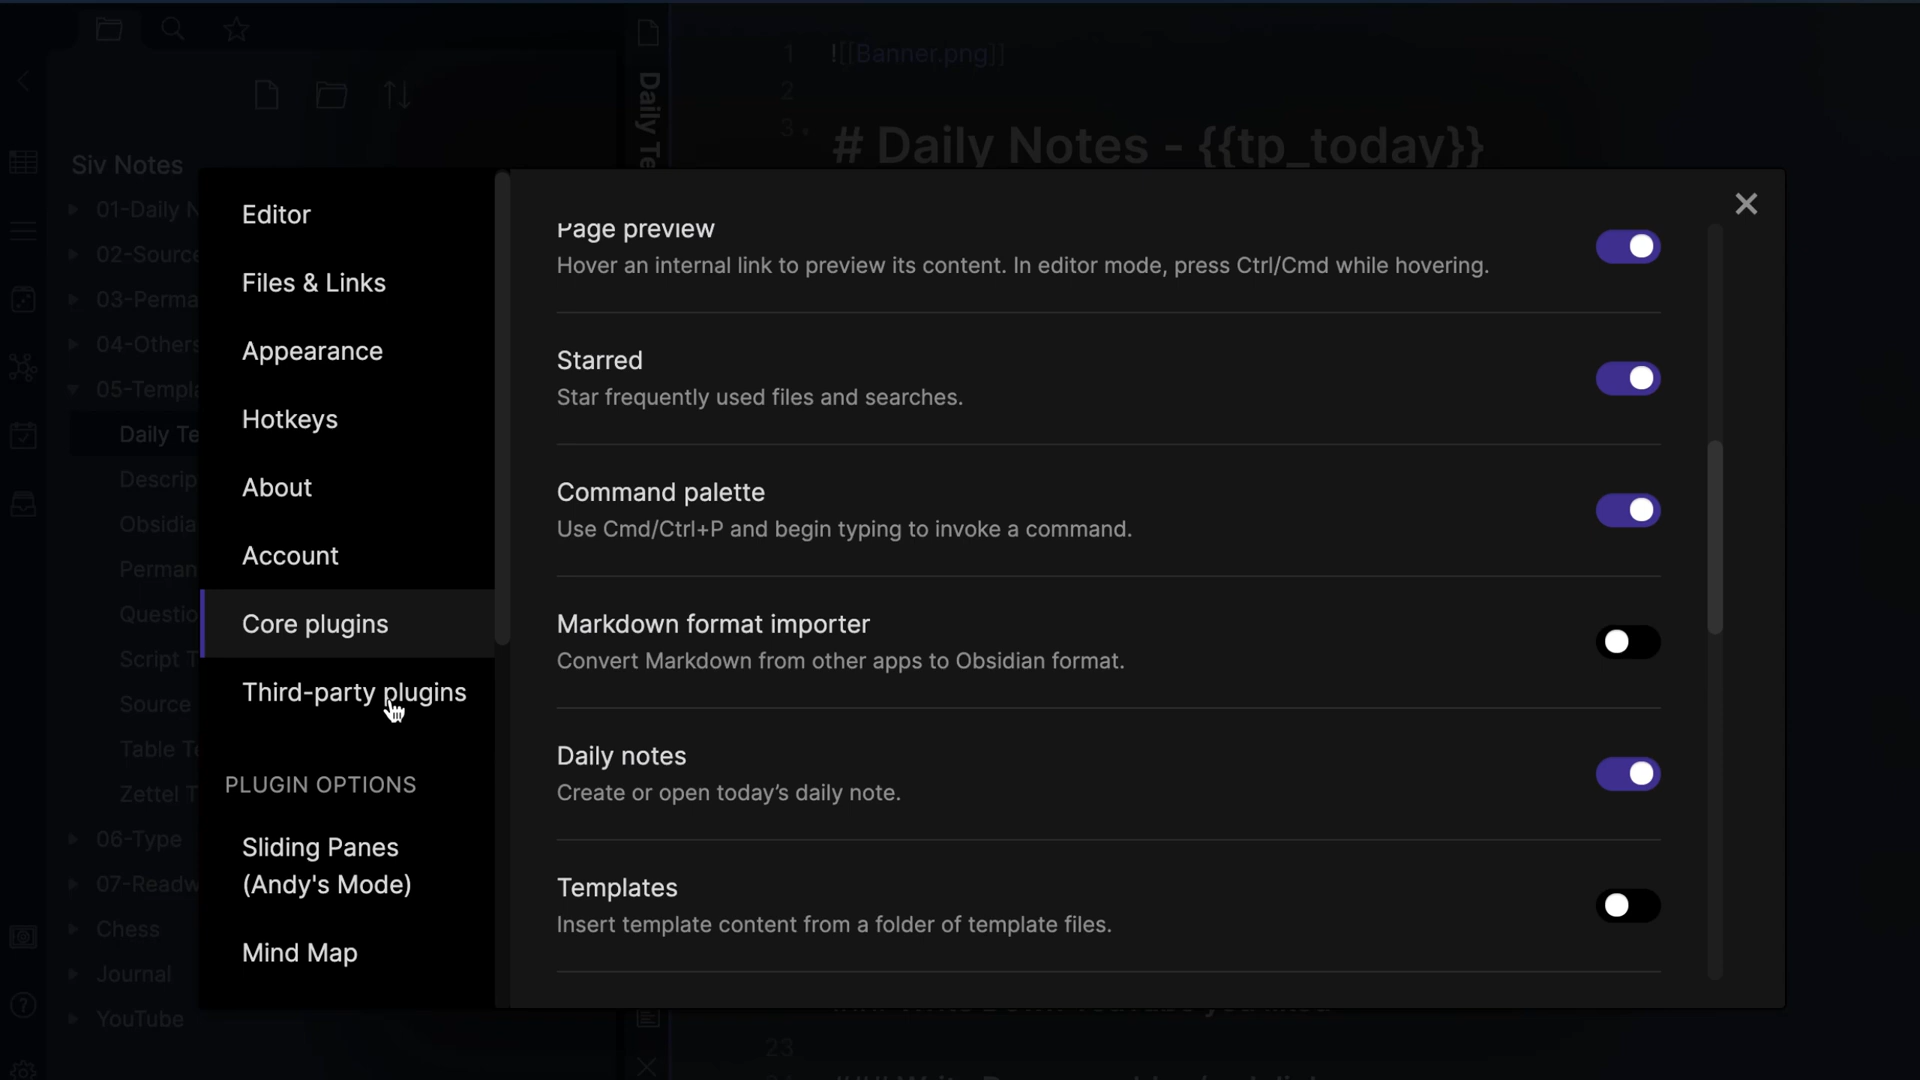 1 ![[Banner.png]]
2
3
# Daily Notes - {{tp_today}}
Daily Te
Siv Notes
01-Daily N
02-Source
03-Perma
04-Others
05-Templa
Daily Te
Descrip
Obsidia
Perman
Questio
Script T
Source
Table Te
Zettel T
06-Type
07-Readw
Chess
Journal
YouTube
Editor
Files & Links
Appearance
Hotkeys
About
Account
Core plugins
Third-party plugins
PLUGIN OPTIONS
Sliding Panes
(Andy's Mode)
Mind Map
Page preview
Hover an internal link to preview its content. In editor mode, press Ctrl/Cmd while hovering.
Starred
Star frequently used files and searches.
Command palette
Use Cmd/Ctrl+P and begin typing to invoke a command.
Markdown format importer
Convert Markdown from other apps to Obsidian format.
Daily notes
Create or open today's daily note.
Templates
Insert template content from a folder of template files.
23